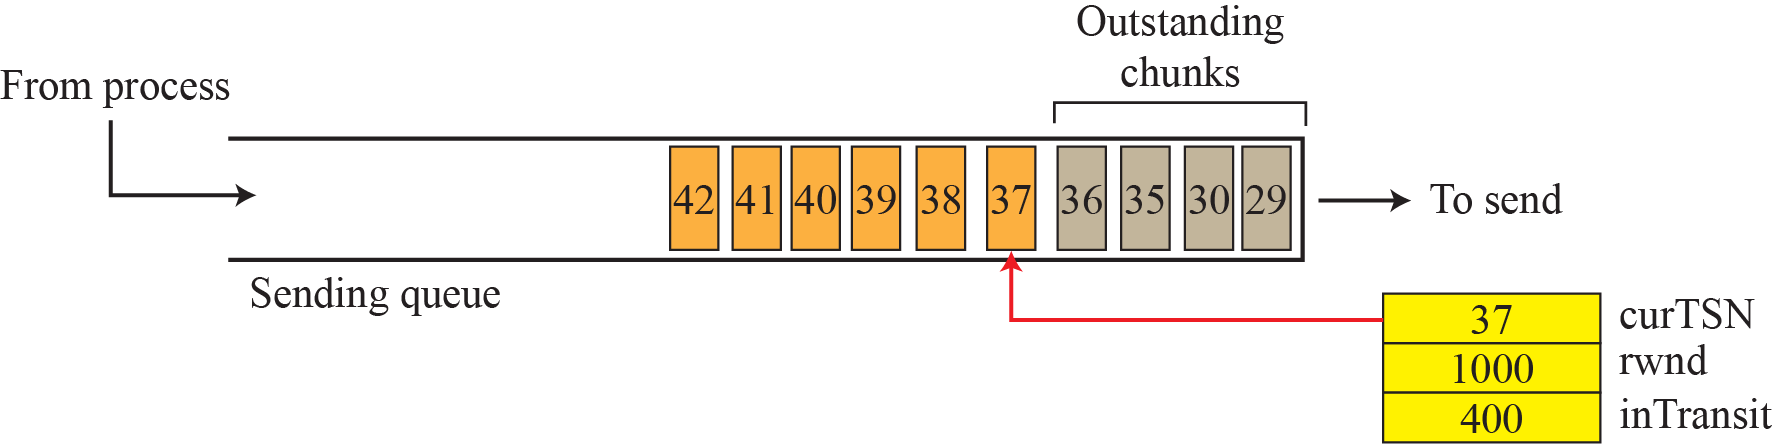 Outstanding
chunks
From process
42 41 40 39 38 37 36 35 30 29
To send
Sending queue
37 curTSN
1000 rwnd
400 inTransit